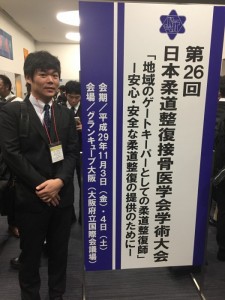 第26回
日本柔道整復接骨医学会学術大会
「地域のゲートキーパーとしての柔道整復師」
ー安心・安全な柔道整復の提供のためにー
会期／平成29年11月3日（金）・4日（土）
会場／グランキューブ大阪（大阪府立国際会議場）